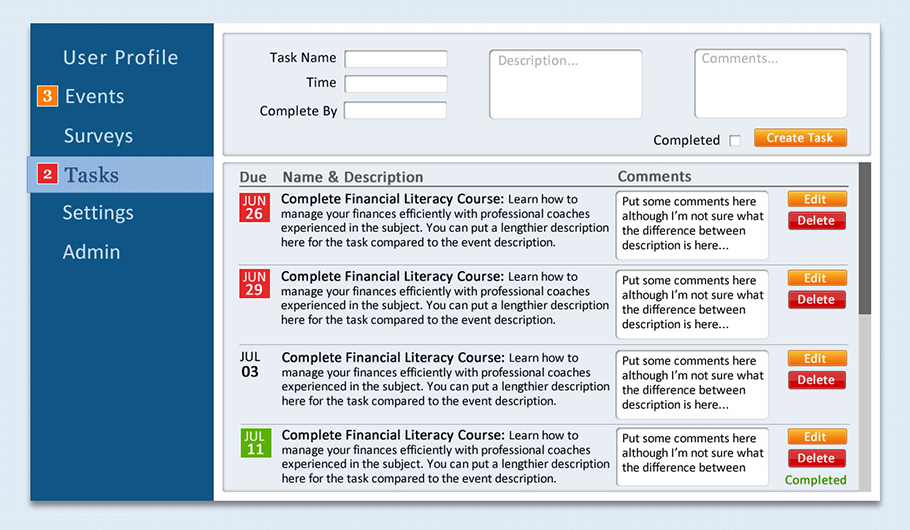 User Profile
3 Events
Surveys
2 Tasks
Settings
Admin
Task Name
Time
Complete By
Description...
Comments...
Completed
Create Task
Due Name & Description Comments
JUN
26
Complete Financial Literacy Course: Learn how to
manage your finances efficiently with professional coaches
experienced in the subject. You can put a lengthier description
here for the task compared to the event description.
Put some comments here
although I'm not sure what
the difference between
description is here...
Edit
Delete
JUN
29
Complete Financial Literacy Course: Learn how to
manage your finances efficiently with professional coaches
experienced in the subject. You can put a lengthier description
here for the task compared to the event description.
Put some comments here
although I'm not sure what
the difference between
description is here...
Edit
Delete
JUL
03
Complete Financial Literacy Course: Learn how to
manage your finances efficiently with professional coaches
experienced in the subject. You can put a lengthier description
here for the task compared to the event description.
Put some comments here
although I'm not sure what
the difference between
description is here...
Edit
Delete
JUL
11
Complete Financial Literacy Course: Learn how to
manage your finances efficiently with professional coaches
experienced in the subject. You can put a lengthier description
here for the task compared to the event description.
Put some comments here
although I'm not sure what
the difference between
Edit
Delete
Completed